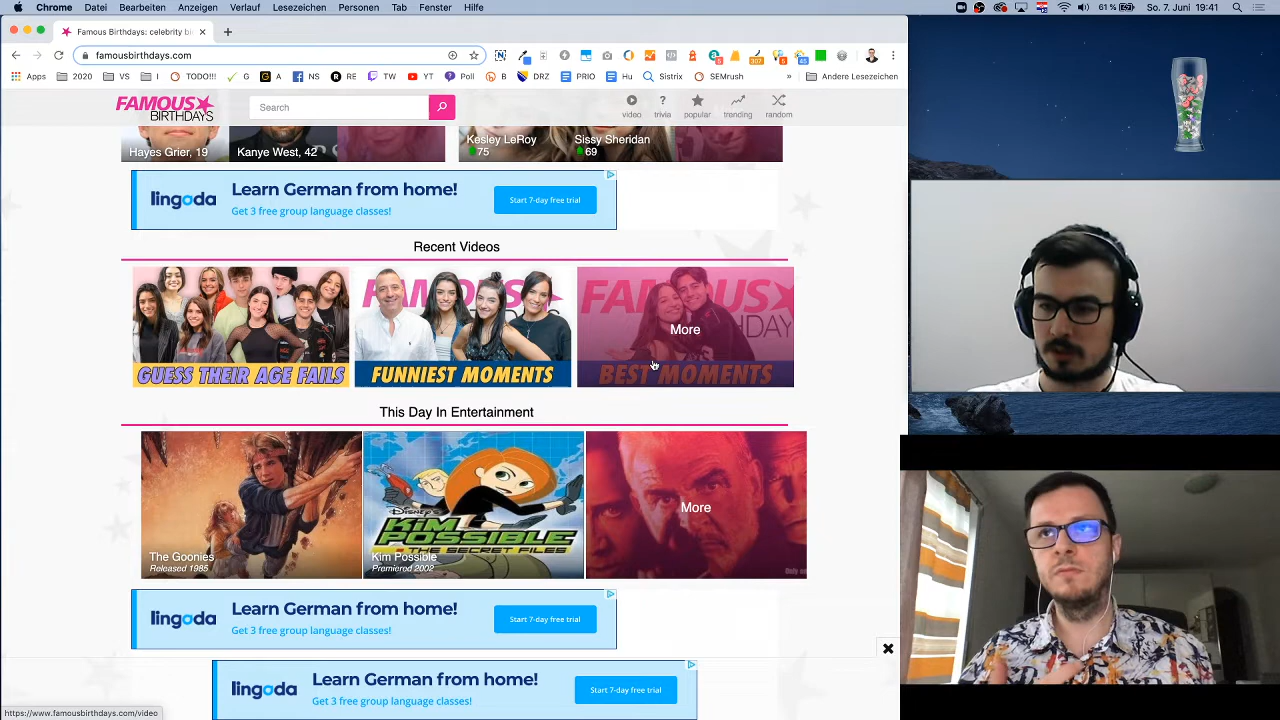 Chrome Datei Bearbeiten Anzeigen Verlauf Lesezeichen Personen Tab Fenster Hilfe
61 % So. 7. Juni 19:41
Famous Birthdays: celebrity bi
famousbirthdays.com
Apps 2020 VS I TODO!!! G A NS RE TW YT Poll B DRZ PRIO Hu Sistrix SEMrush » Andere Lesezeichen
FAMOUS BIRTHDAYS
Search
video trivia popular trending random
Hayes Grier, 19
Kanye West, 42
Kesley LeRoy
75
Sissy Sheridan
69
lingoda
Learn German from home!
Get 3 free group language classes!
Start 7-day free trial
Recent Videos
GUESS THEIR AGE FAILS
FUNNIEST MOMENTS
FAMOUS
BEST MOMENTS
More
This Day In Entertainment
The Goonies
Released 1985
DISNEY'S
KIM POSSIBLE
THE SECRET FILES
Kim Possible
Premiered 2002
More
lingoda
Learn German from home!
Get 3 free group language classes!
Start 7-day free trial
lingoda
Learn German from home!
Get 3 free group language classes!
Start 7-day free trial
https://www.famousbirthdays.com/video